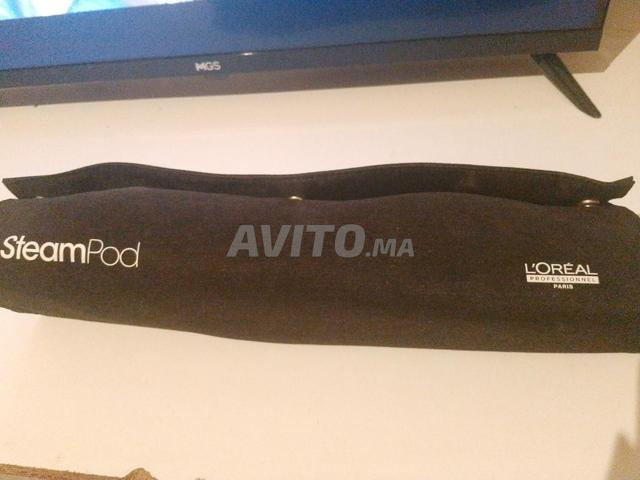 MGS
SteamPod
AVITO.MA
L'ORÉAL
PROFESSIONNEL
PARIS